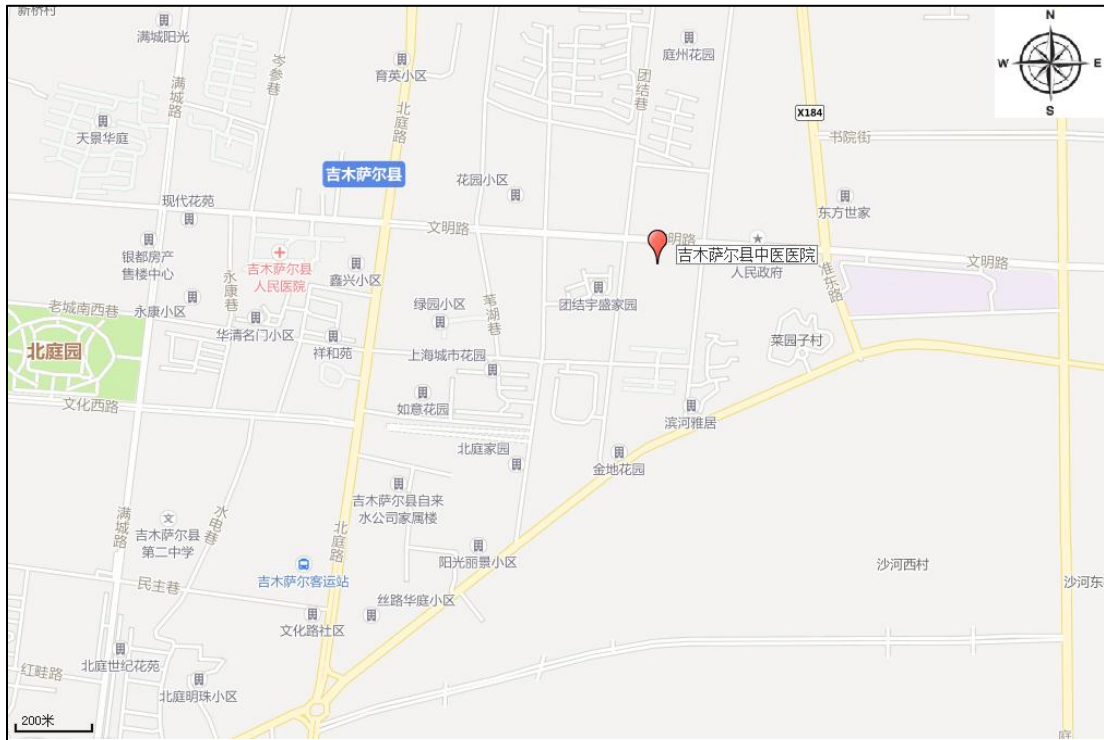 新桥村
满城阳光
满城路
岑参巷
育英小区
北庭路
团结巷
庭州花园
N
W
E
S
X184
书院街
天景华庭
吉木萨尔县
花园小区
现代花苑
文明路
东方世家
文明路
吉木萨尔县中医医院
人民政府
准东路
文明路
银都房产
售楼中心
永康巷
吉木萨尔县
人民医院
鑫兴小区
绿园小区
苇湖巷
团结宇盛家园
老城南西巷
永康小区
华清名门小区
祥和苑
上海城市花园
菜园子村
北庭园
文化西路
如意花园
滨河雅居
北庭家园
金地花园
满城路
水电巷
吉木萨尔县自来
水公司家属楼
吉木萨尔县
第二中学
北庭路
阳光丽景小区
沙河西村
民主巷
吉木萨尔客运站
丝路华庭小区
沙河东
文化路社区
红畦路
北庭世纪花苑
北庭明珠小区
200米
庭